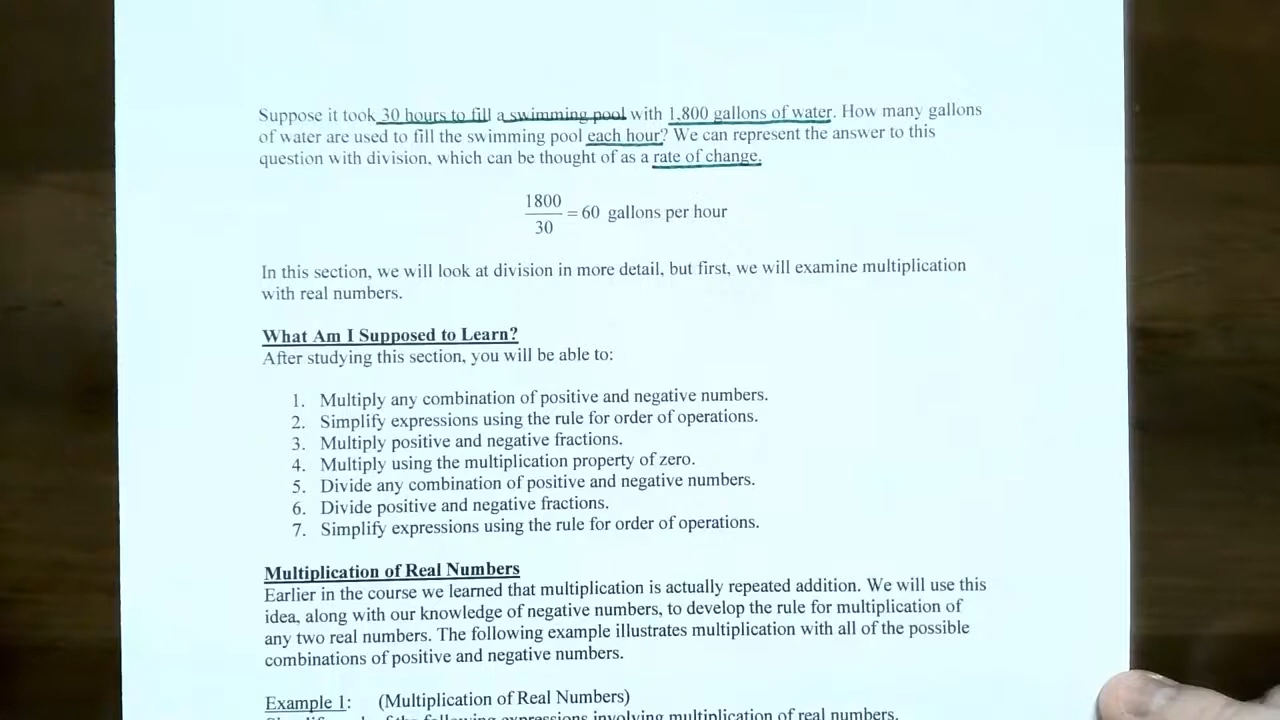 Suppose it took 30 hours to fill a swimming pool with 1,800 gallons of water. How many gallons
of water are used to fill the swimming pool each hour? We can represent the answer to this
question with division, which can be thought of as a rate of change.
1800
30
= 60 gallons per hour
In this section, we will look at division in more detail, but first, we will examine multiplication
with real numbers.
What Am I Supposed to Learn?
After studying this section, you will be able to:
1. Multiply any combination of positive and negative numbers.
2. Simplify expressions using the rule for order of operations.
3. Multiply positive and negative fractions.
4. Multiply using the multiplication property of zero.
5. Divide any combination of positive and negative numbers.
6. Divide positive and negative fractions.
7. Simplify expressions using the rule for order of operations.
Multiplication of Real Numbers
Earlier in the course we learned that multiplication is actually repeated addition. We will use this
idea, along with our knowledge of negative numbers, to develop the rule for multiplication of
any two real numbers. The following example illustrates multiplication with all of the possible
combinations of positive and negative numbers.
Example 1: (Multiplication of Real Numbers)
of the following expressions involving multiplication of real numbers.